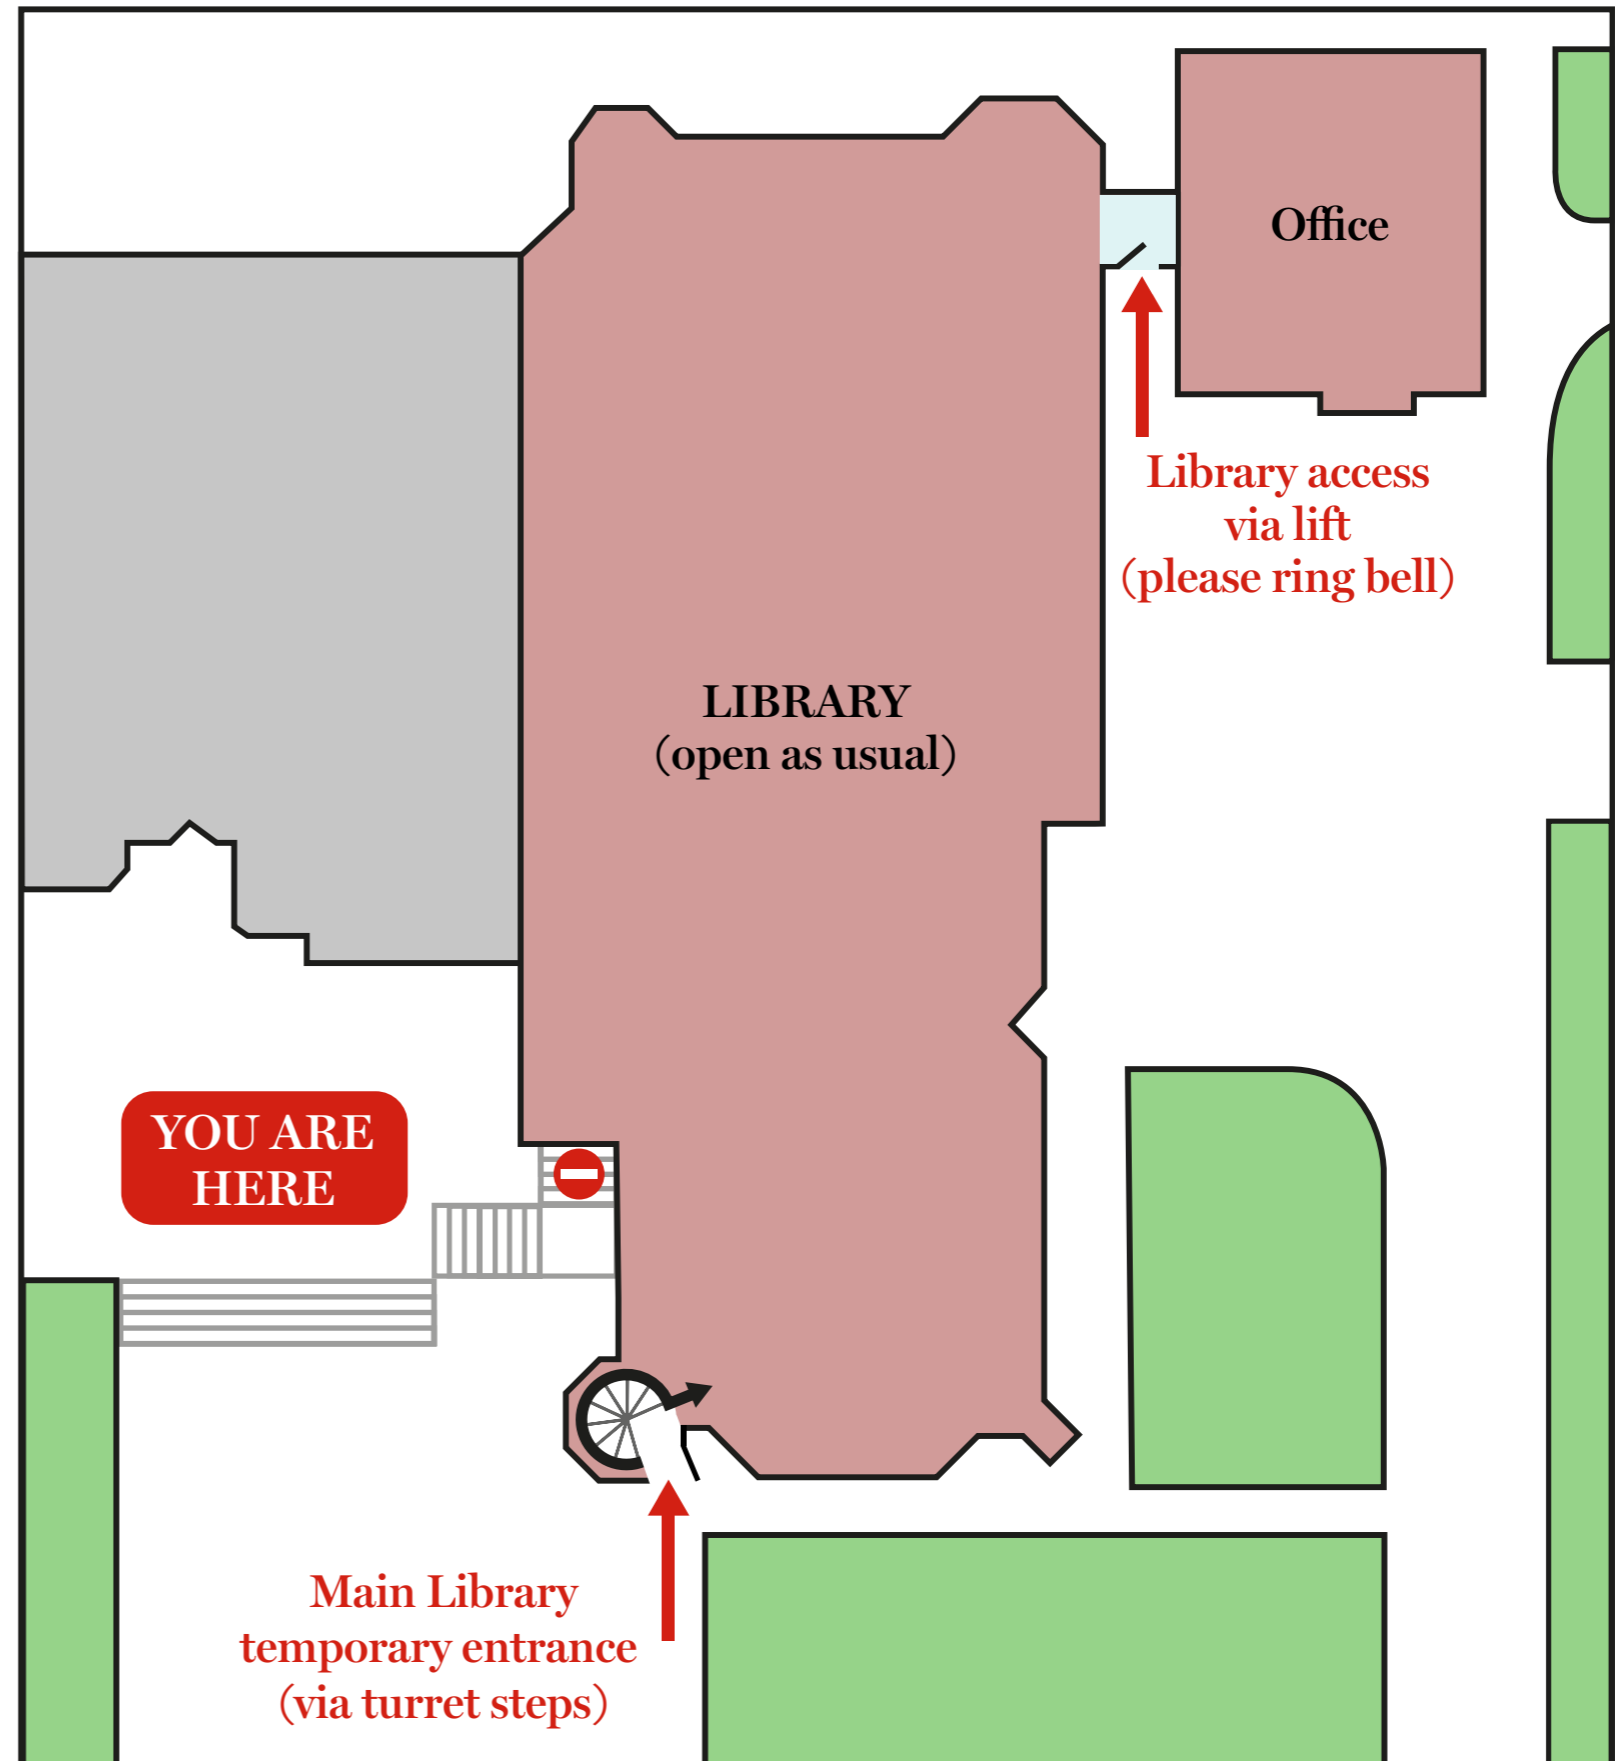 Office
Library access
via lift
(please ring bell)
LIBRARY
(open as usual)
YOU ARE
HERE
Main Library
temporary entrance
(via turret steps)